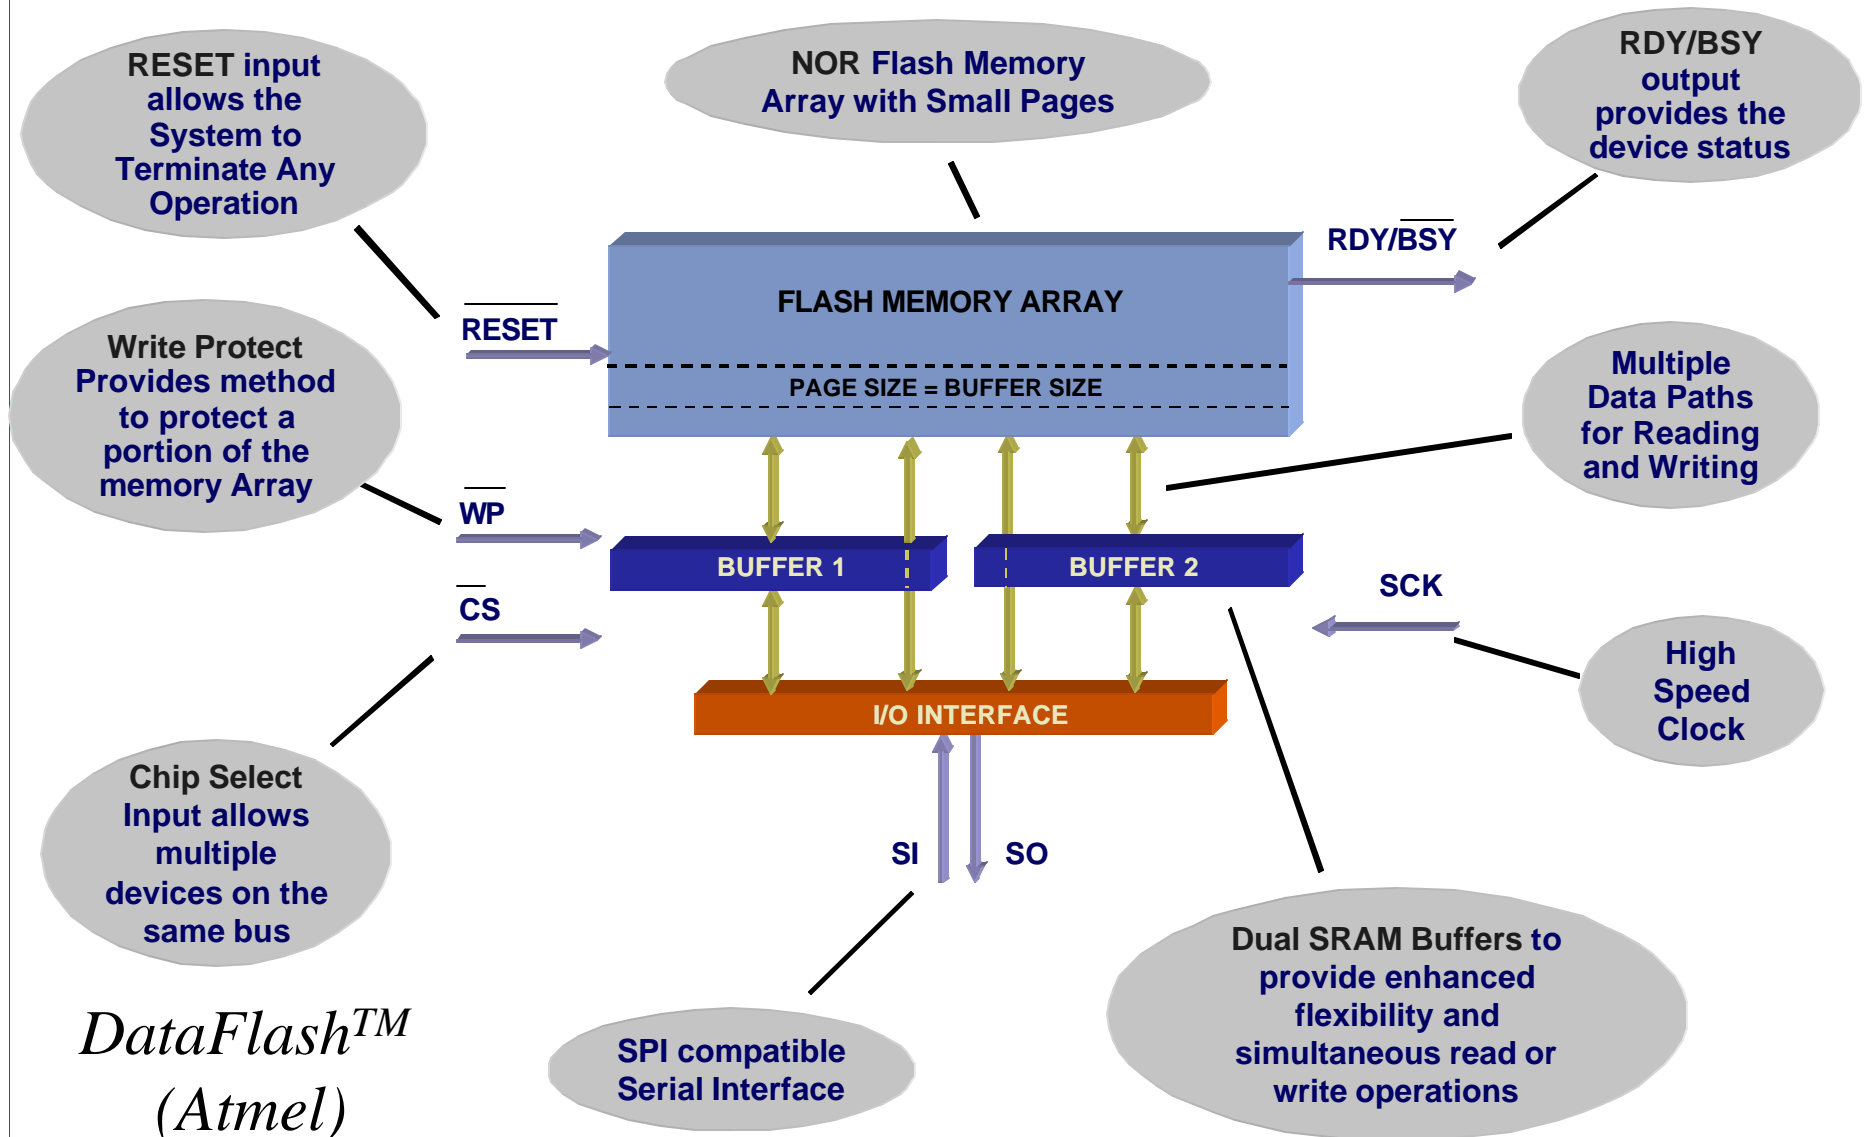 RESET input
allows the
System to
Terminate Any
Operation
NOR Flash Memory
Array with Small Pages
RDY/BSY
output
provides the
device status
RDY/BSY
FLASH MEMORY ARRAY
RESET
PAGE SIZE = BUFFER SIZE
Write Protect
Provides method
to protect a
portion of the
memory Array
Multiple
Data Paths
for Reading
and Writing
WP
BUFFER 1
BUFFER 2
CS
SCK
High
Speed
Clock
I/O INTERFACE
Chip Select
Input allows
multiple
devices on the
same bus
SI
SO
Dual SRAM Buffers to
provide enhanced
flexibility and
simultaneous read or
write operations
SPI compatible
Serial Interface
DataFlash™
(Atmel)